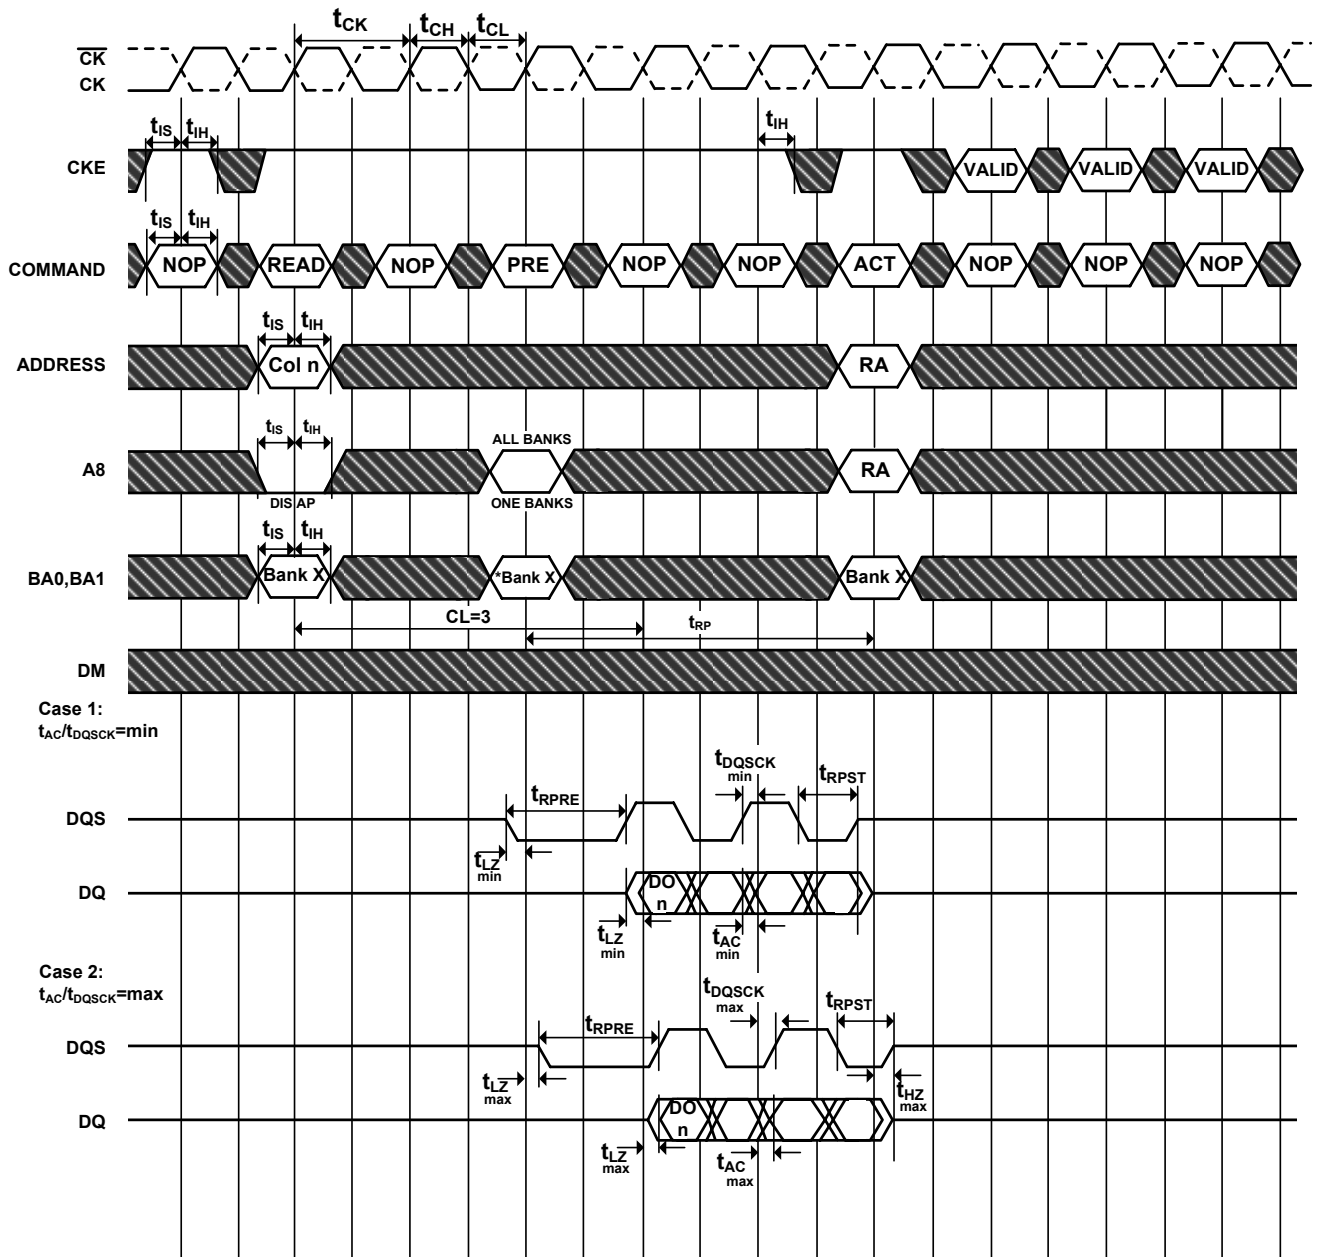 tCK tCH tCL
CK
CK
tIS tIH tIH
CKE VALID VALID VALID
tIS tIH
COMMAND NOP READ NOP PRE NOP NOP ACT NOP NOP NOP
tIS tIH
ADDRESS Col n RA
tIS tIH ALL BANKS
A8 RA
DIS AP ONE BANKS
tIS tIH
BA0,BA1 Bank X *Bank X Bank X
CL=3 tRP
DM
Case 1:
tAC/tDQSCK=min
tDQSCK min tRPST
tRPRE
DQS
tLZ min
DQ DO n
tLZ min tAC min
Case 2:
tAC/tDQSCK=max
tDQSCK max tRPST
tRPRE
DQS
tLZ max tHZ max
DQ DO n
tLZ max tAC max